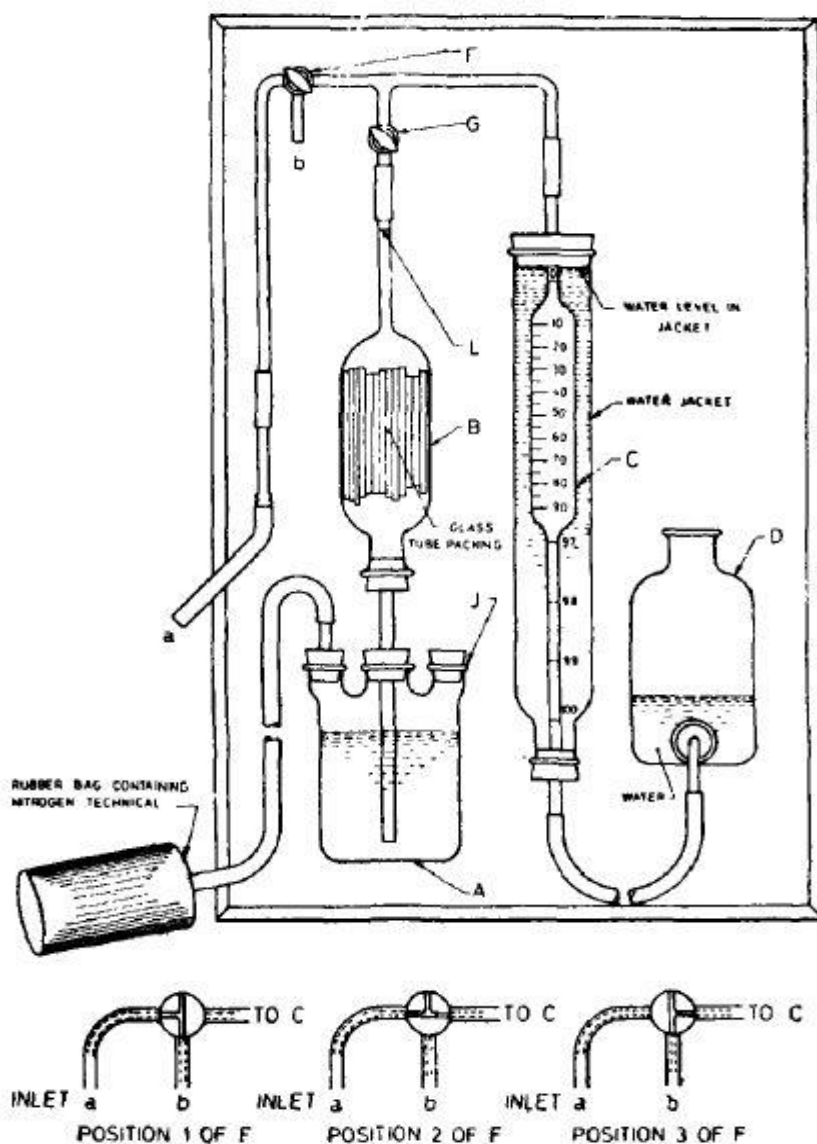 F
G
b
WATER LEVEL IN
JACKET
10
20
30
40
50
60
70
80
90
L
WATER JACKET
B
C
GLASS
TUBE PACKING
97
D
98
J
a
99
100
RUBBER BAG CONTAINING
NITROGEN TECHNICAL
WATER
A
TO C
TO C
TO C
INLET a b
INLET a b
INLET a b
POSITION 1 OF F
POSITION 2 OF F
POSITION 3 OF F